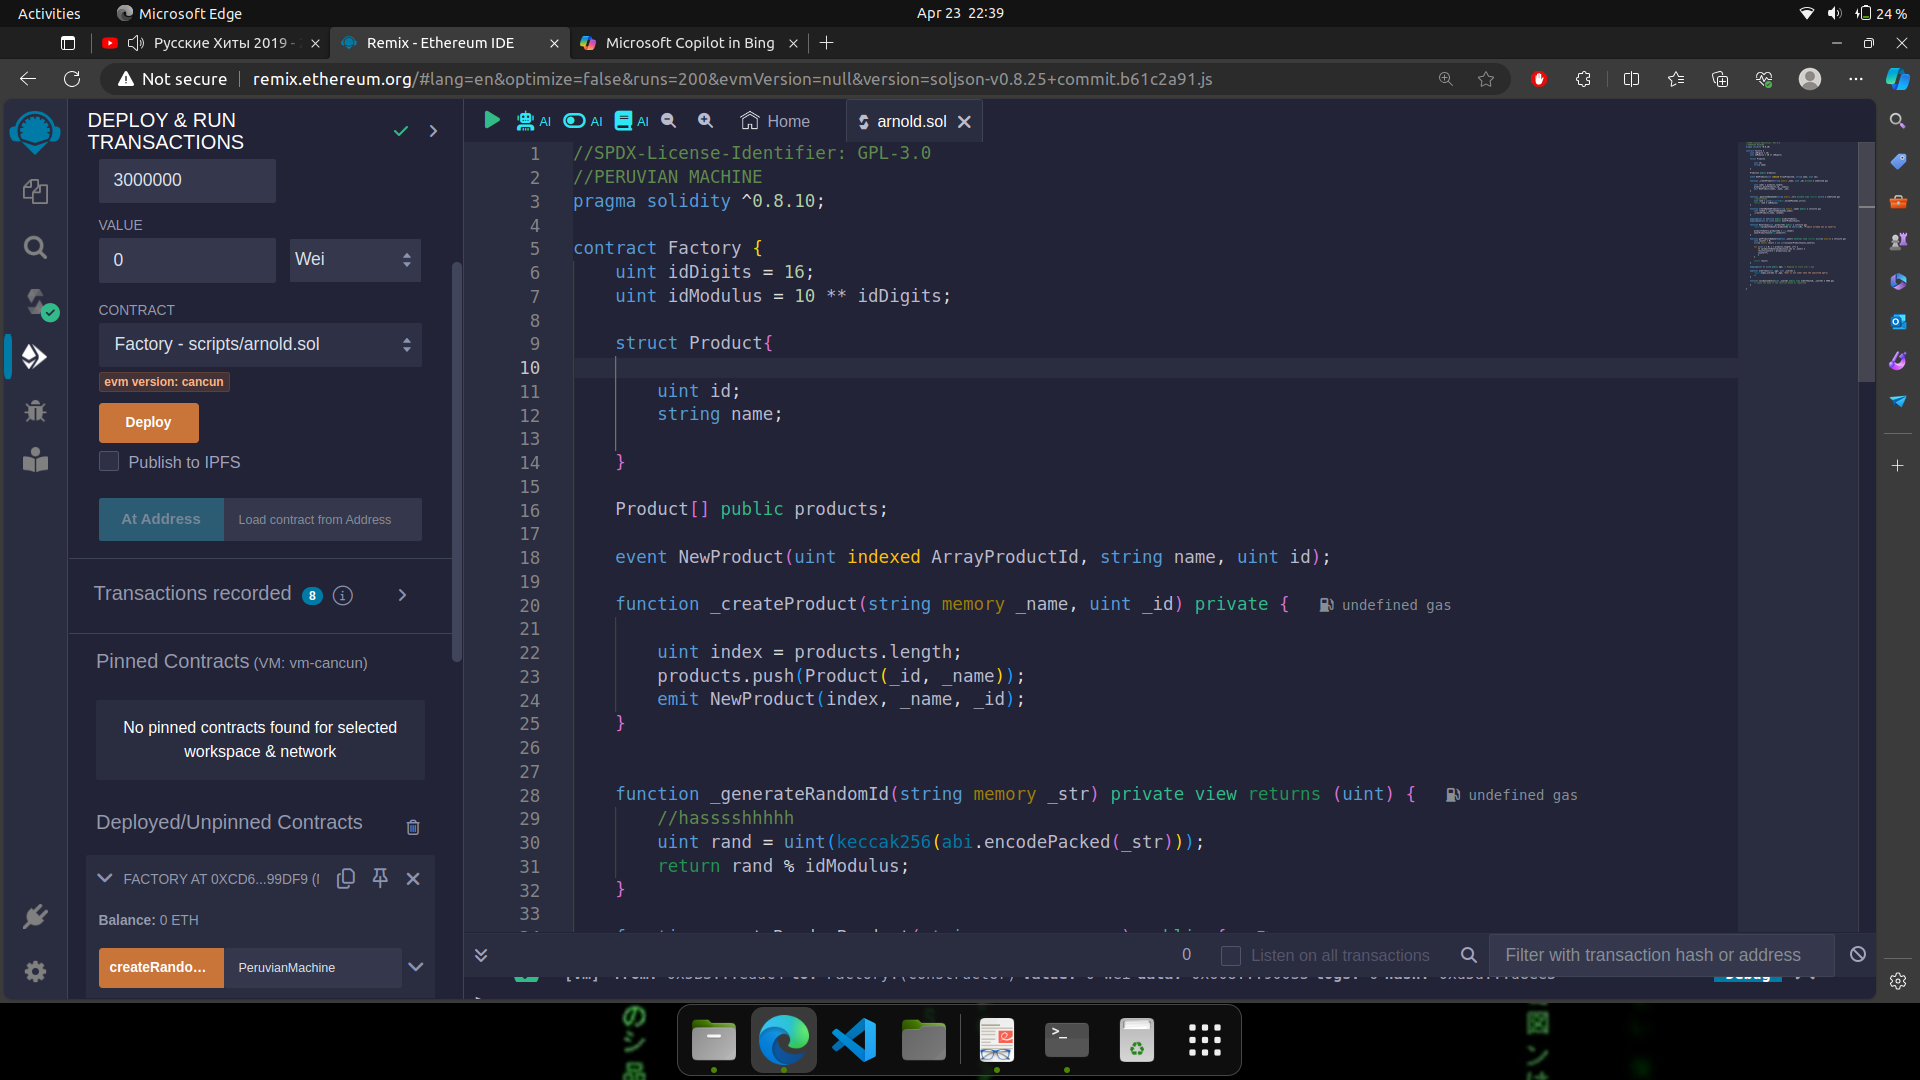 Activities
Microsoft Edge
Apr 23 22:39
24 %
Русские Хиты 2019 -
Remix - Ethereum IDE
Microsoft Copilot in Bing
Not secure
remix.ethereum.org/#lang=en&optimize=false&runs=200&evmVersion=null&version=soljson-v0.8.25+commit.b61c2a91.js
DEPLOY & RUN
TRANSACTIONS
3000000
VALUE
0
Wei
CONTRACT
Factory - scripts/arnold.sol
evm version: cancun
Deploy
Publish to IPFS
At Address
Load contract from Address
Transactions recorded 8 i
Pinned Contracts (VM: vm-cancun)
No pinned contracts found for selected
workspace & network
Deployed/Unpinned Contracts
FACTORY AT 0XCD6...99DF9
Balance: 0 ETH
createRando...
PeruvianMachine
AI
AI
AI
Home
arnold.sol
1 //SPDX-License-Identifier: GPL-3.0
2 //PERUVIAN MACHINE
3 pragma solidity ^0.8.10;
4
5 contract Factory {
6 uint idDigits = 16;
7 uint idModulus = 10 ** idDigits;
8
9 struct Product{
10
11 uint id;
12 string name;
13
14 }
15
16 Product[] public products;
17
18 event NewProduct(uint indexed ArrayProductId, string name, uint id);
19
20 function _createProduct(string memory _name, uint _id) private { undefined gas
21
22 uint index = products.length;
23 products.push(Product(_id, _name));
24 emit NewProduct(index, _name, _id);
25 }
26
27
28 function _generateRandomId(string memory _str) private view returns (uint) { undefined gas
29 //hasssshhhhh
30 uint rand = uint(keccak256(abi.encodePacked(_str)));
31 return rand % idModulus;
32 }
33
0
Listen on all transactions
Filter with transaction hash or address
の
シ
品
図
ン